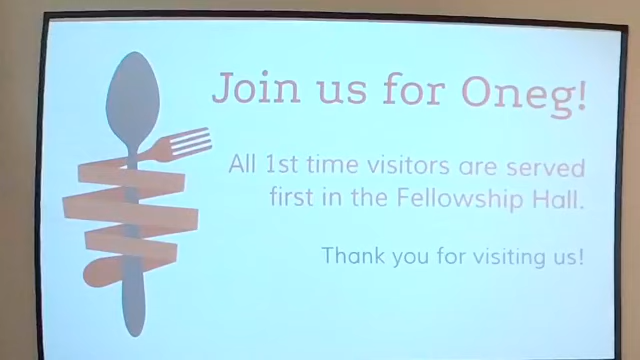 Join us for Oneg!
All 1st time visitors are served
first in the Fellowship Hall.
Thank you for visiting us!